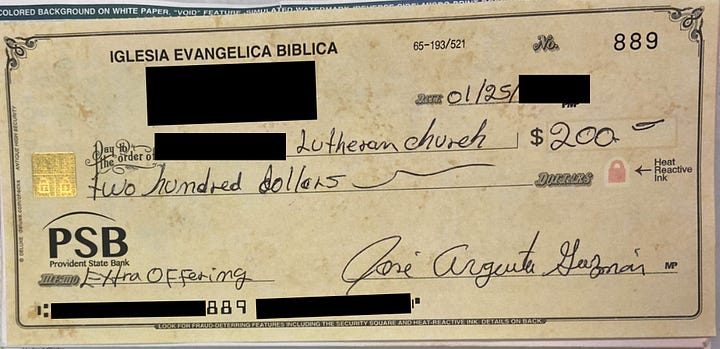 COLORED BACKGROUND ON WHITE PAPER, "VOID" FEATURE, SIMULATED WATERMARK
IGLESIA EVANGELICA BIBLICA
65-193/521
No. 889
DATE 01/25/
MP
Pay to the order of
Lutheran church
$ 200
two hundred dollars
DOLLARS
Heat Reactive Ink
PSB
Provident State Bank
MEMO Extra Offering
José Argenta Guzmán
MP
889
LOOK FOR FRAUD-DETERRING FEATURES INCLUDING THE SECURITY SQUARE AND HEAT-REACTIVE INK. DETAILS ON BACK.